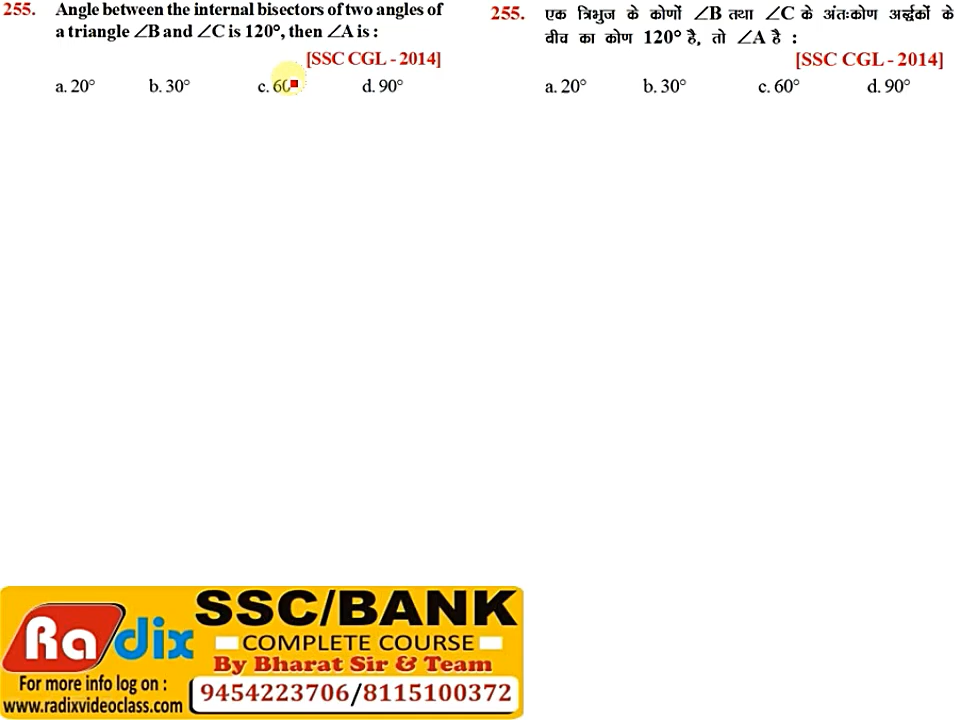 255. Angle between the internal bisectors of two angles of
a triangle ∠B and ∠C is 120°, then ∠A is :
[SSC CGL - 2014]
a. 20° b. 30° c. 60° d. 90°
255. एक त्रिभुज के कोणों ∠B तथा ∠C के अंतःकोण अर्द्धकों के
बीच का कोण 120° है, तो ∠A है :
[SSC CGL - 2014]
a. 20° b. 30° c. 60° d. 90°
Radix
For more info log on :
www.radixvideoclass.com
SSC/BANK
COMPLETE COURSE
By Bharat Sir & Team
9454223706/8115100372